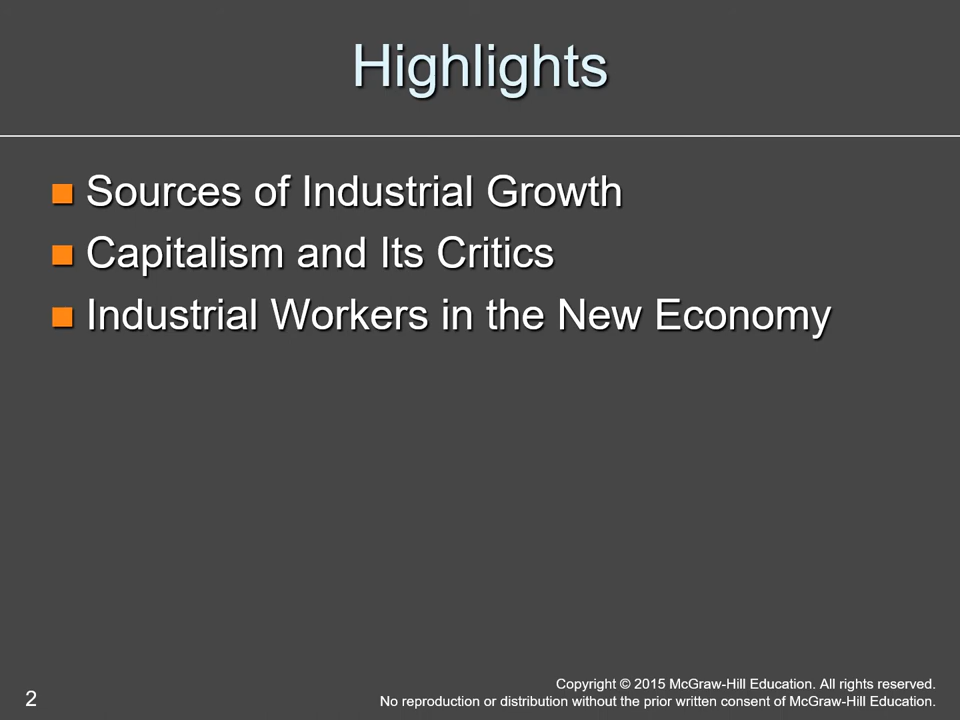 Highlights
Sources of Industrial Growth
Capitalism and Its Critics
Industrial Workers in the New Economy
2
Copyright © 2015 McGraw-Hill Education. All rights reserved.
No reproduction or distribution without the prior written consent of McGraw-Hill Education.